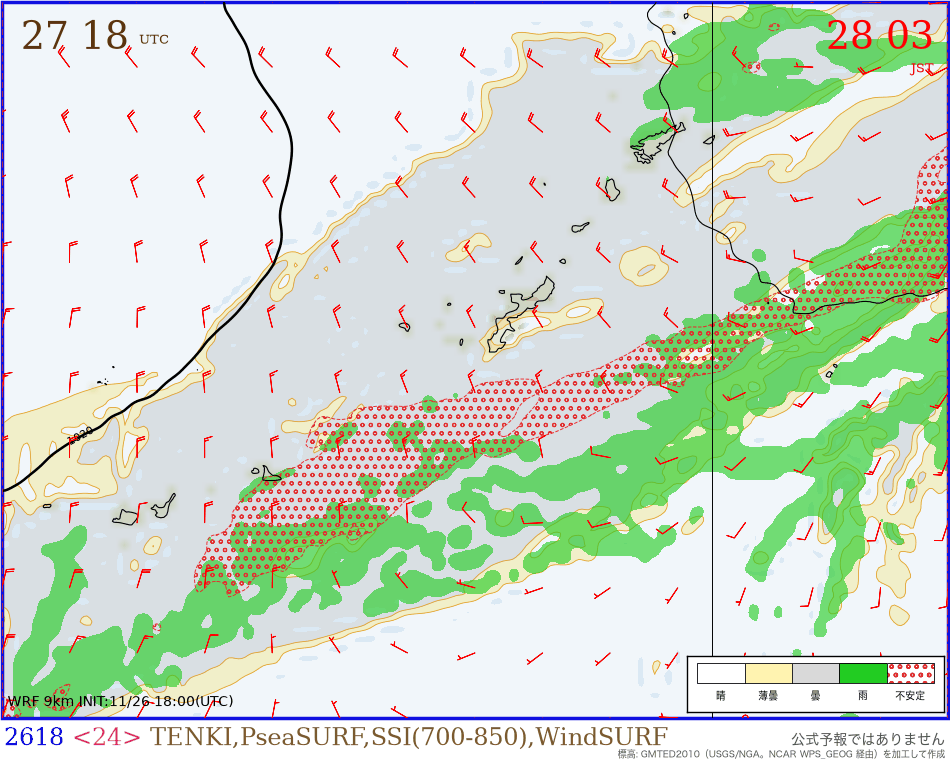 27 18 UTC
28 03
JST
1020
WRF 9km INIT:11/26-18:00(UTC)
晴 薄曇 曇 雨 不安定
2618 <24> TENKI,PseaSURF,SSI(700-850),WindSURF
公式予報ではありません
標高: GMTED2010（USGS/NGA。NCAR WPS_GEOG 経由）を加工して作成